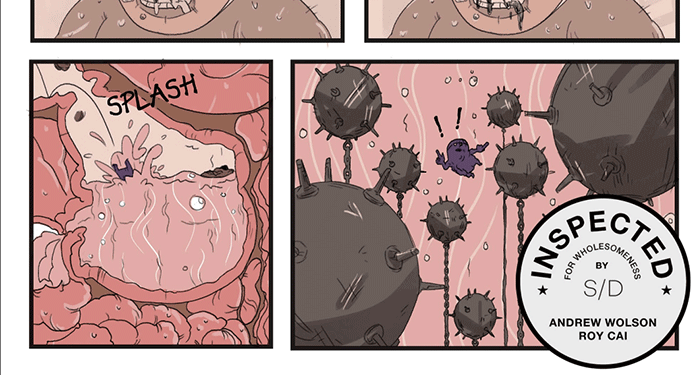 SPLASH
! !
INSPECTED
FOR WHOLESOMENESS
BY
S/D
ANDREW WOLSON
ROY CAI